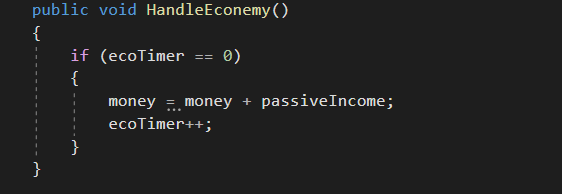 public void HandleEconemy()
{
if (ecoTimer == 0)
{
money = money + passiveIncome;
ecoTimer++;
}
}